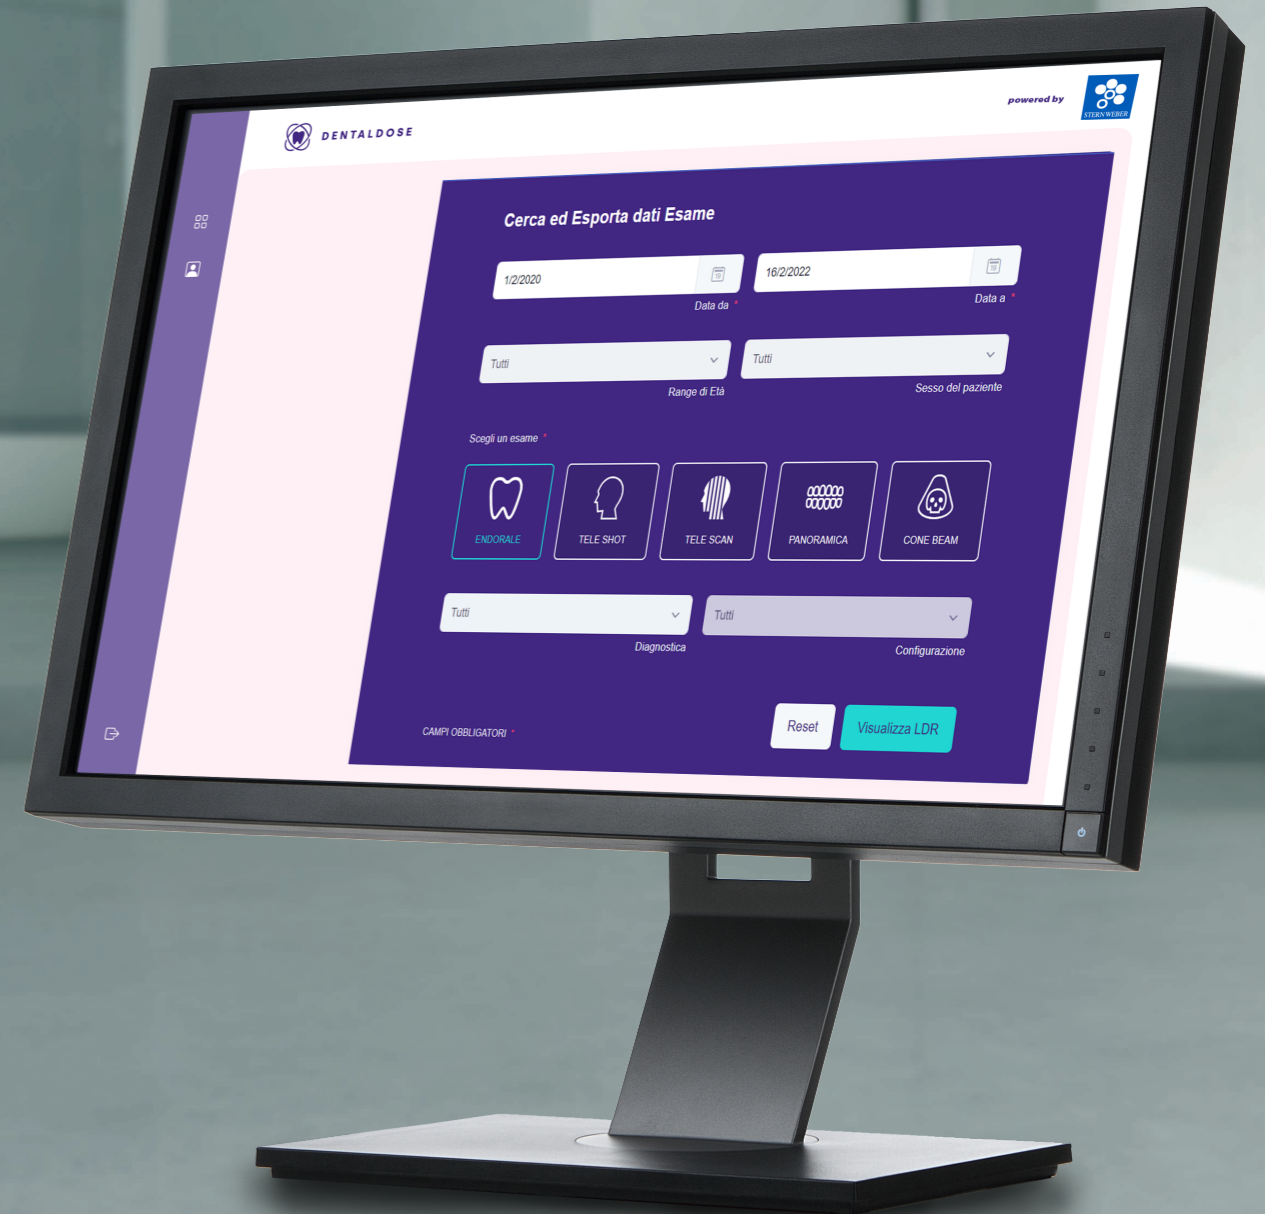 DENTALDOSE
powered by
STERN WEBER
Cerca ed Esporta dati Esame
1/2/2020
16/2/2022
Data da *
Data a *
Tutti
Tutti
Range di Età
Sesso del paziente
Scegli un esame *
ENDORALE
TELE SHOT
TELE SCAN
PANORAMICA
CONE BEAM
Tutti
Tutti
Diagnostica
Configurazione
CAMPI OBBLIGATORI *
Reset
Visualizza LDR